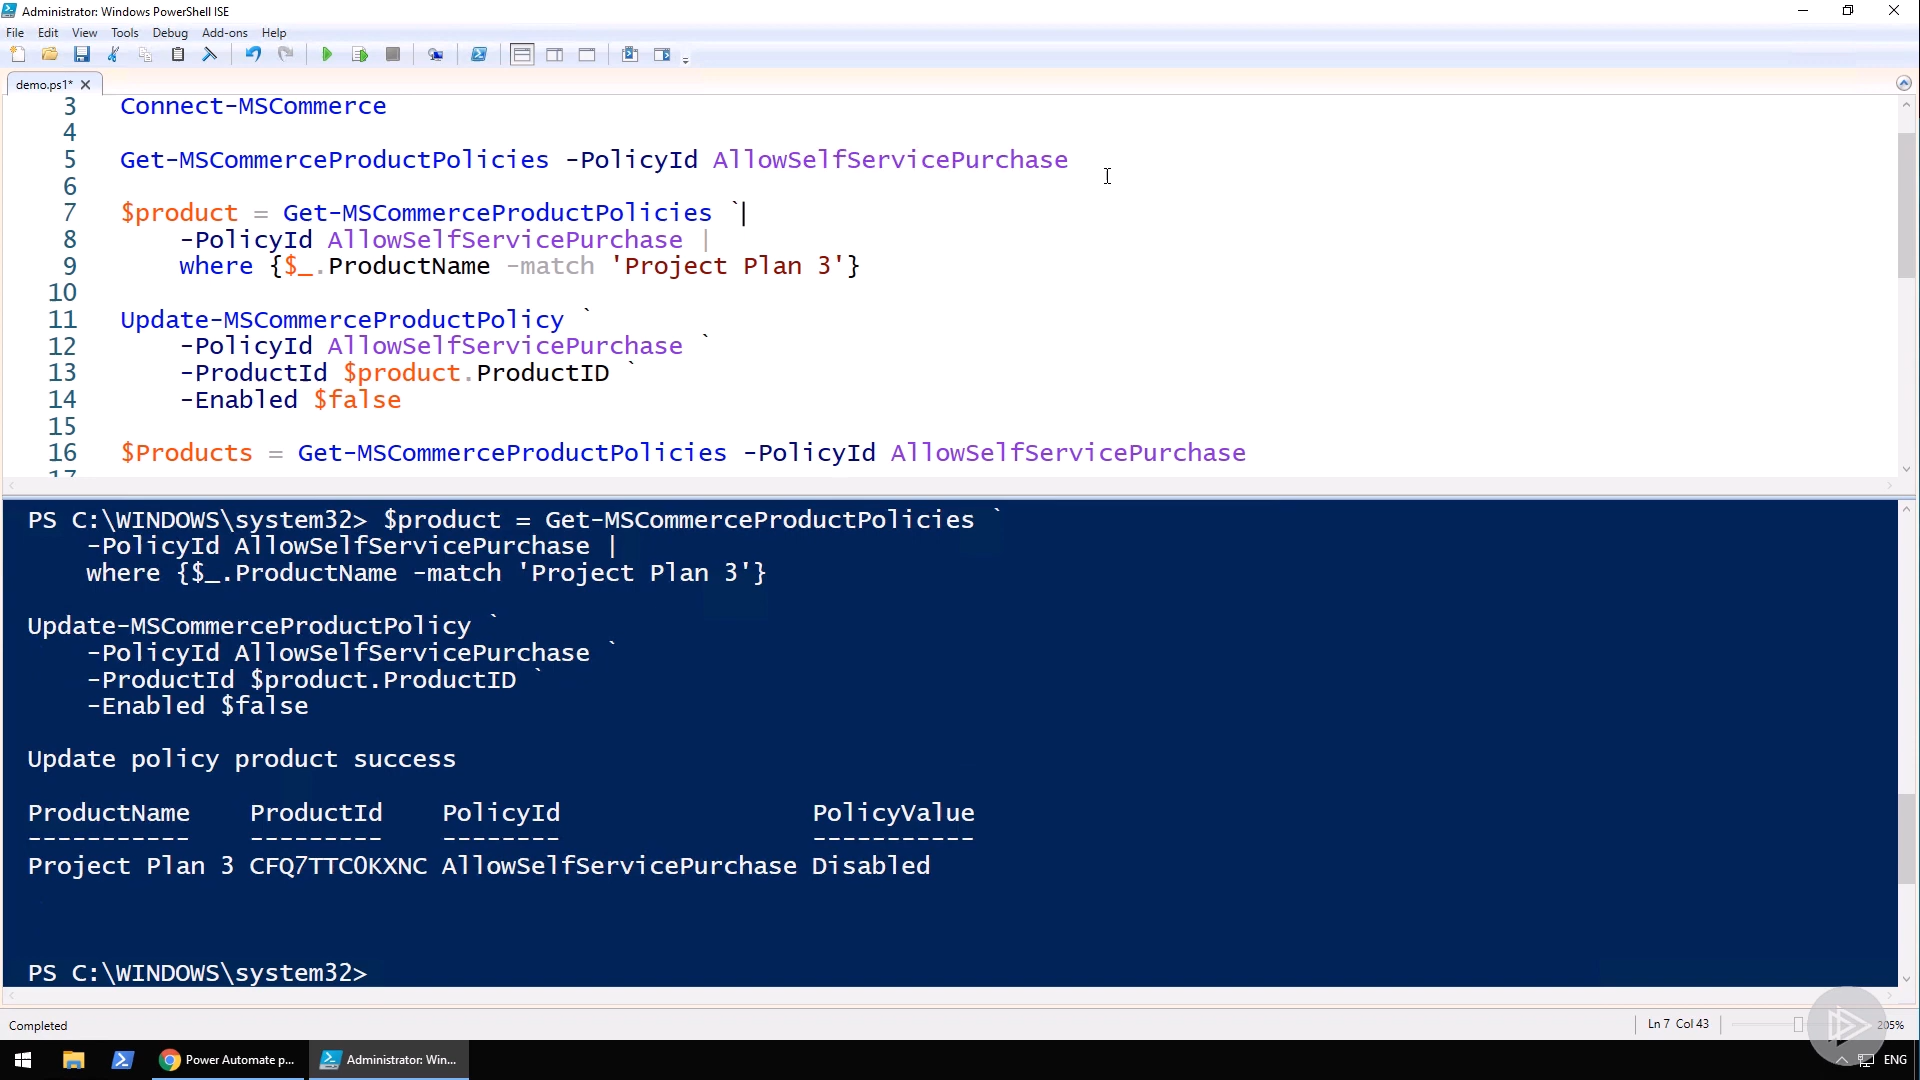 Administrator: Windows PowerShell ISE
File Edit View Tools Debug Add-ons Help
demo.ps1*
3 Connect-MSCommerce
4
5 Get-MSCommerceProductPolicies -PolicyId AllowSelfServicePurchase
6
7 $product = Get-MSCommerceProductPolicies `
8 -PolicyId AllowSelfServicePurchase |
9 where {$_.ProductName -match 'Project Plan 3'}
10
11 Update-MSCommerceProductPolicy `
12 -PolicyId AllowSelfServicePurchase `
13 -ProductId $product.ProductID `
14 -Enabled $false
15
16 $Products = Get-MSCommerceProductPolicies -PolicyId AllowSelfServicePurchase
17
PS C:\WINDOWS\system32> $product = Get-MSCommerceProductPolicies `
-PolicyId AllowSelfServicePurchase |
where {$_.ProductName -match 'Project Plan 3'}
Update-MSCommerceProductPolicy `
-PolicyId AllowSelfServicePurchase `
-ProductId $product.ProductID `
-Enabled $false
Update policy product success
ProductName ProductId PolicyId PolicyValue
----------- --------- -------- -----------
Project Plan 3 CFQ7TTC0KXNC AllowSelfServicePurchase Disabled
PS C:\WINDOWS\system32>
Completed
Ln 7 Col 43
205%
Power Automate p...
Administrator: Win...
ENG